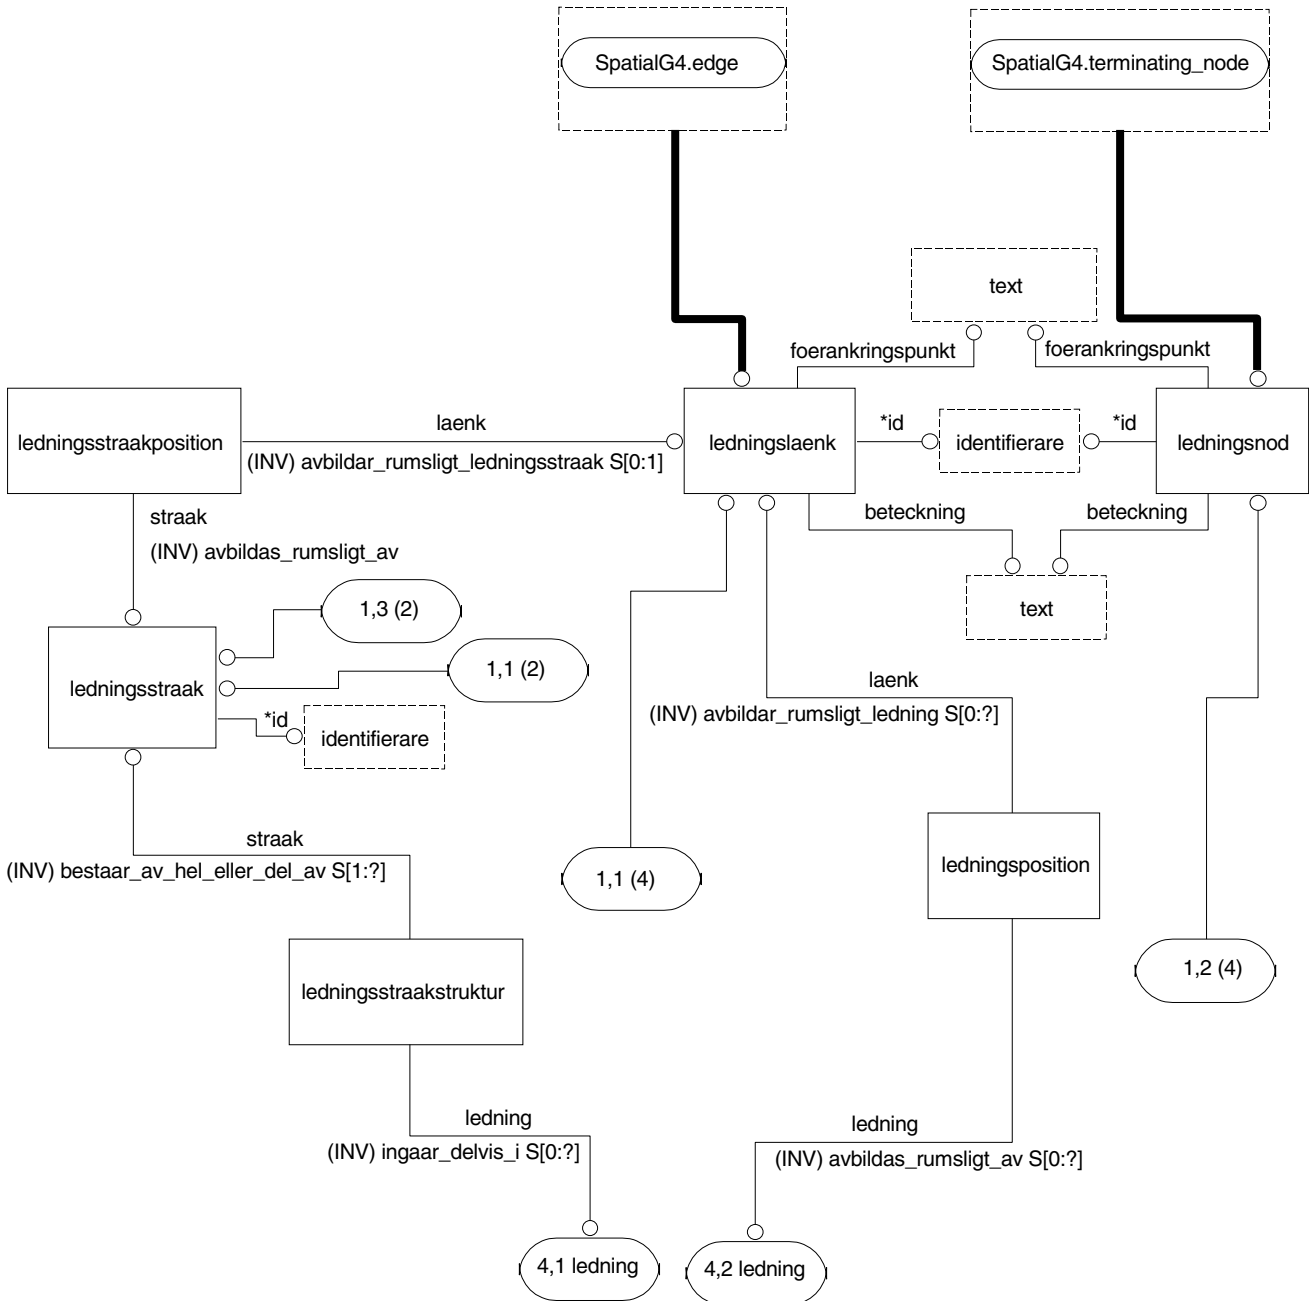 SpatialG4.edge
SpatialG4.terminating_node
text
foerankringspunkt
foerankringspunkt
ledningsstraakposition
laenk
(INV) avbildar_rumsligt_ledningsstraak S[0:1]
ledningslaenk
*id
identifierare
*id
ledningsnod
straak
(INV) avbildas_rumsligt_av
beteckning
beteckning
text
1,3 (2)
1,1 (2)
ledningsstraak
*id
identifierare
laenk
(INV) avbildar_rumsligt_ledning S[0:?]
straak
(INV) bestaar_av_hel_eller_del_av S[1:?]
1,1 (4)
ledningsposition
1,2 (4)
ledningsstraakstruktur
ledning
(INV) ingaar_delvis_i S[0:?]
ledning
(INV) avbildas_rumsligt_av S[0:?]
4,1 ledning
4,2 ledning